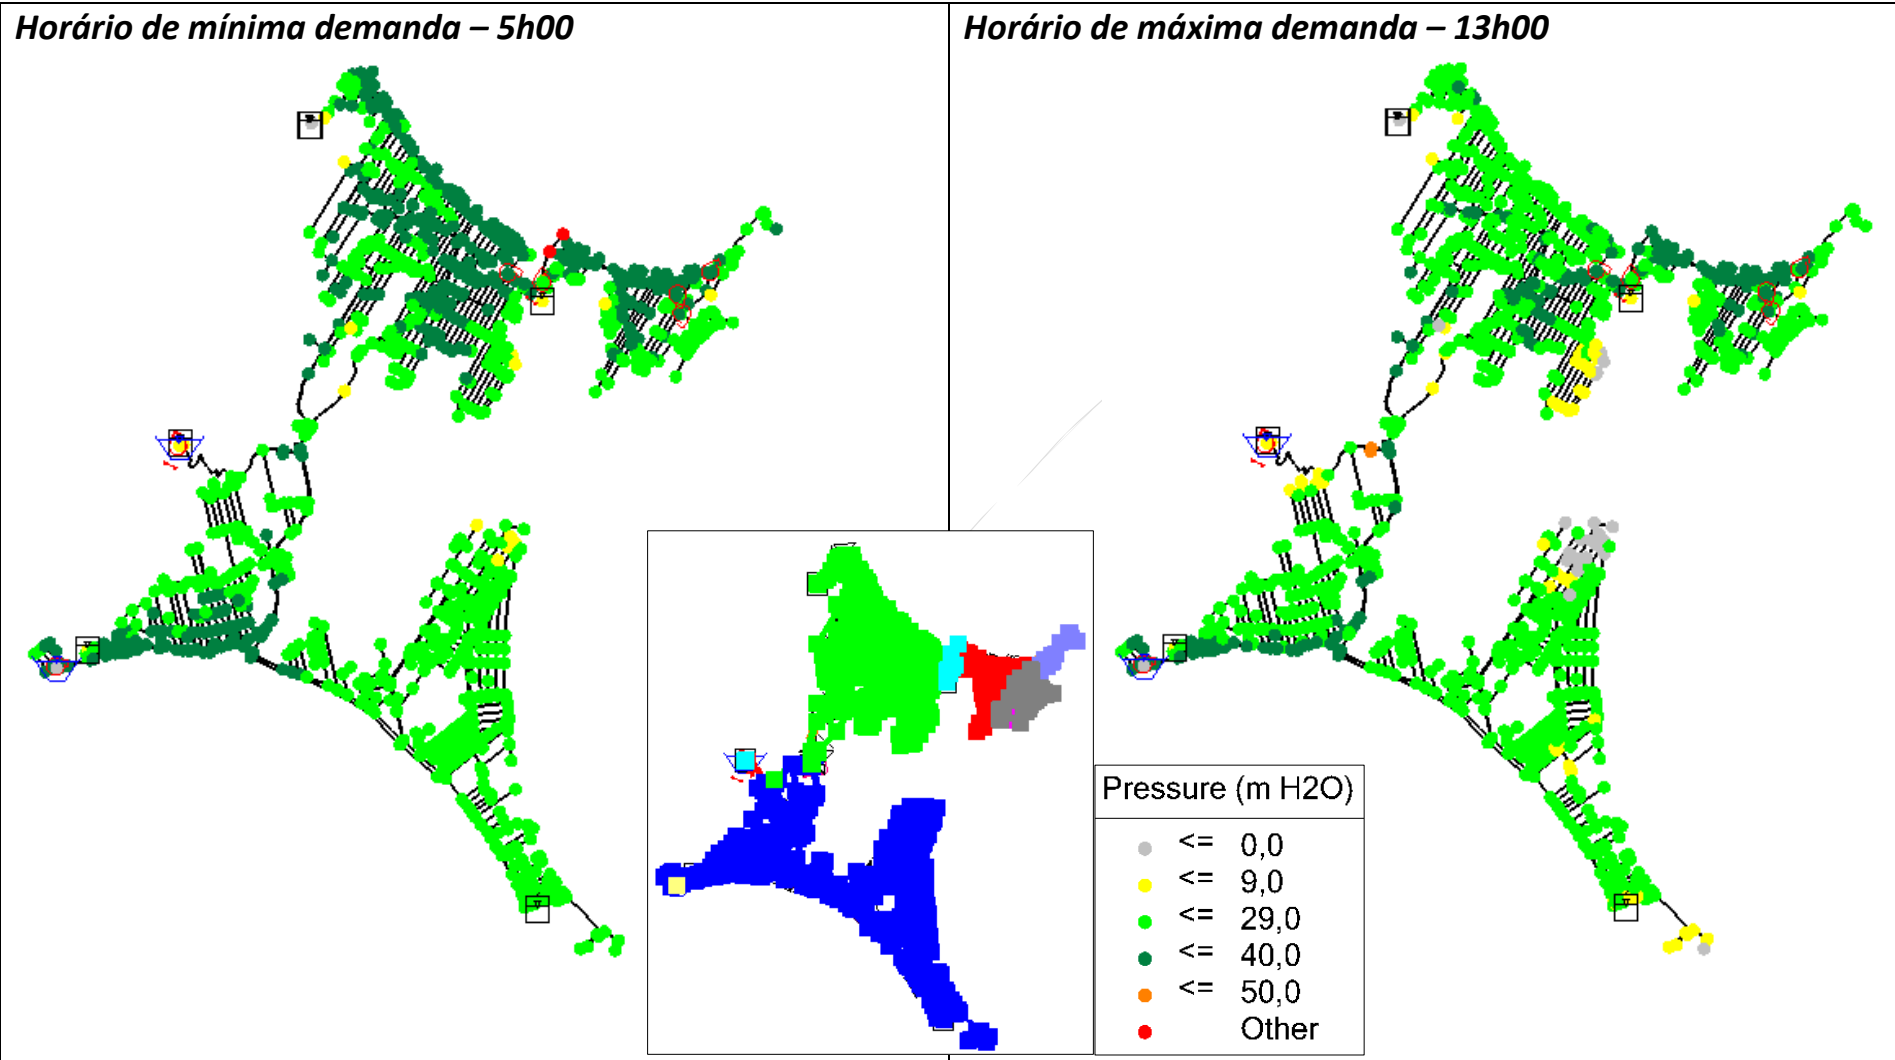 Horário de mínima demanda – 5h00
Horário de máxima demanda – 13h00
Pressure (m H2O)
<= 0,0
<= 9,0
<= 29,0
<= 40,0
<= 50,0
Other